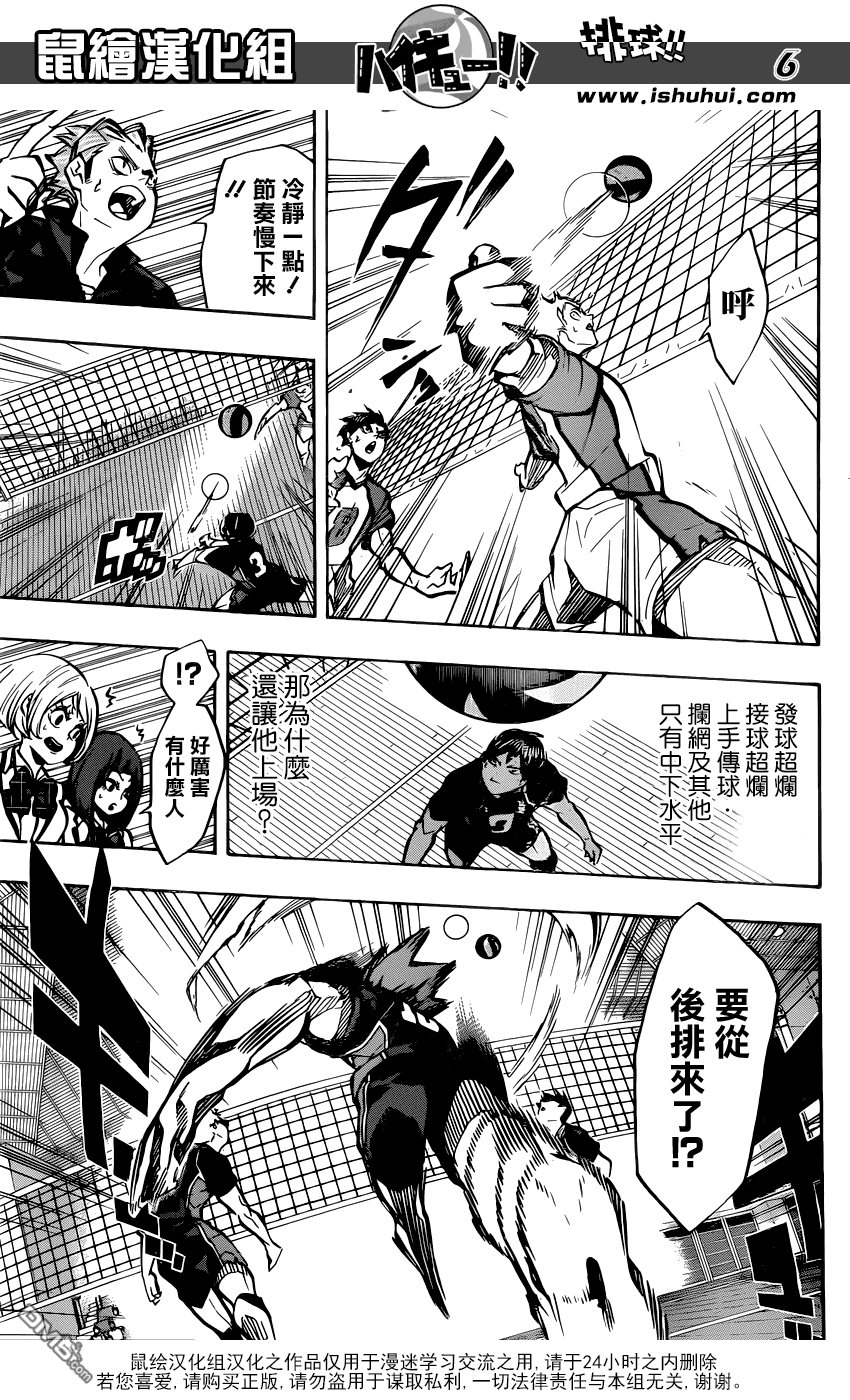 鼠繪漢化組
ハイキュー!!
排球!!
6
www.ishuhui.com
呼
ダッ
冷靜一點!
節奏慢下來
!!
3
8
發球超爛
接球超爛
上手傳球.
攔網及其他
只有中下水平
那為什麼
還讓他上場?
!?
好厲害
有什麼人
要從
後排來了!?
鼠绘汉化组汉化之作品仅用于漫迷学习交流之用,请于24小时之内删除
若您喜爱,请购买正版,请勿盗用于谋取私利,一切法律责任与本组无关,谢谢。